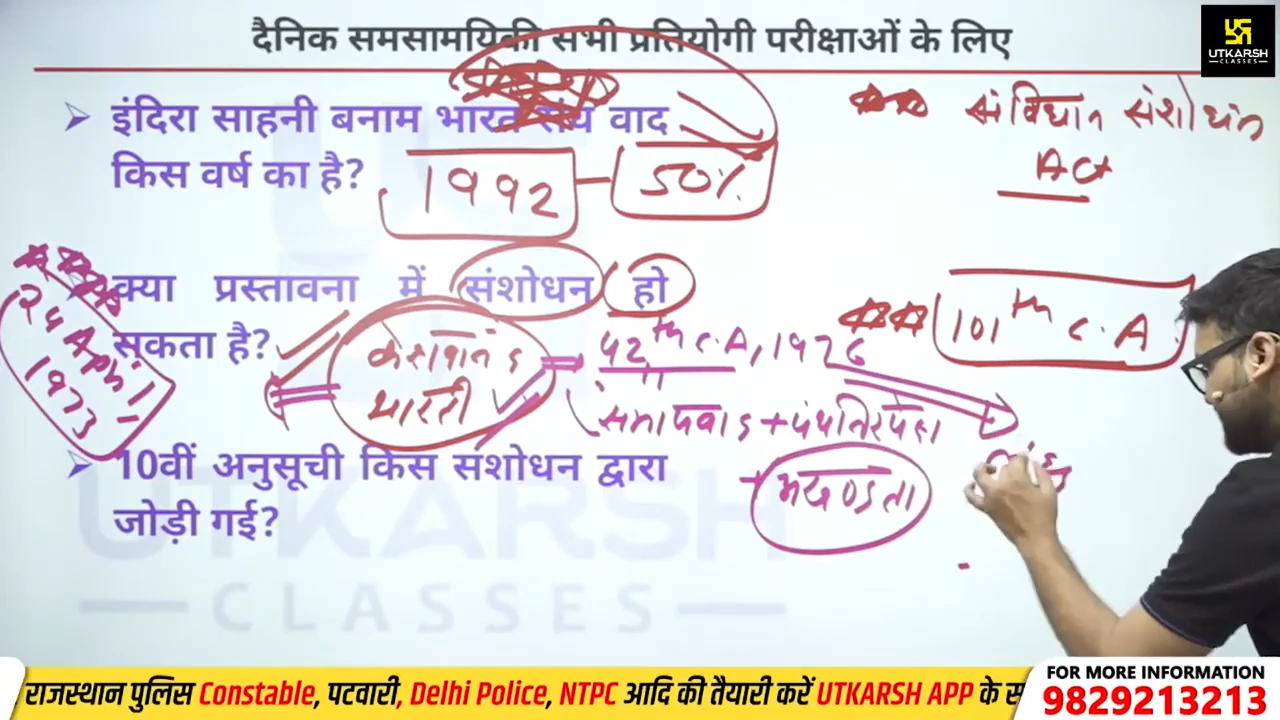 दैनिक समसामयिकी सभी प्रतियोगी परीक्षाओं के लिए
UTKARSH
CLASSES
➢ इंदिरा साहनी बनाम भारत संघ वाद
किस वर्ष का है?
1992 - 50%
संविधान संशोधन
Act
क्या प्रस्तावना में संशोधन हो
सकता है?
24 April
1973
केशवानंद
भारती
42th C.A, 1976
101th C.A
समाजवाद + पंथनिरपेक्ष
+ अखण्डता
➢ 10वीं अनुसूची किस संशोधन द्वारा
जोड़ी गई?
UTKARSH
CLASSES
राजस्थान पुलिस Constable, पटवारी, Delhi Police, NTPC आदि की तैयारी करें UTKARSH APP के
FOR MORE INFORMATION
9829213213